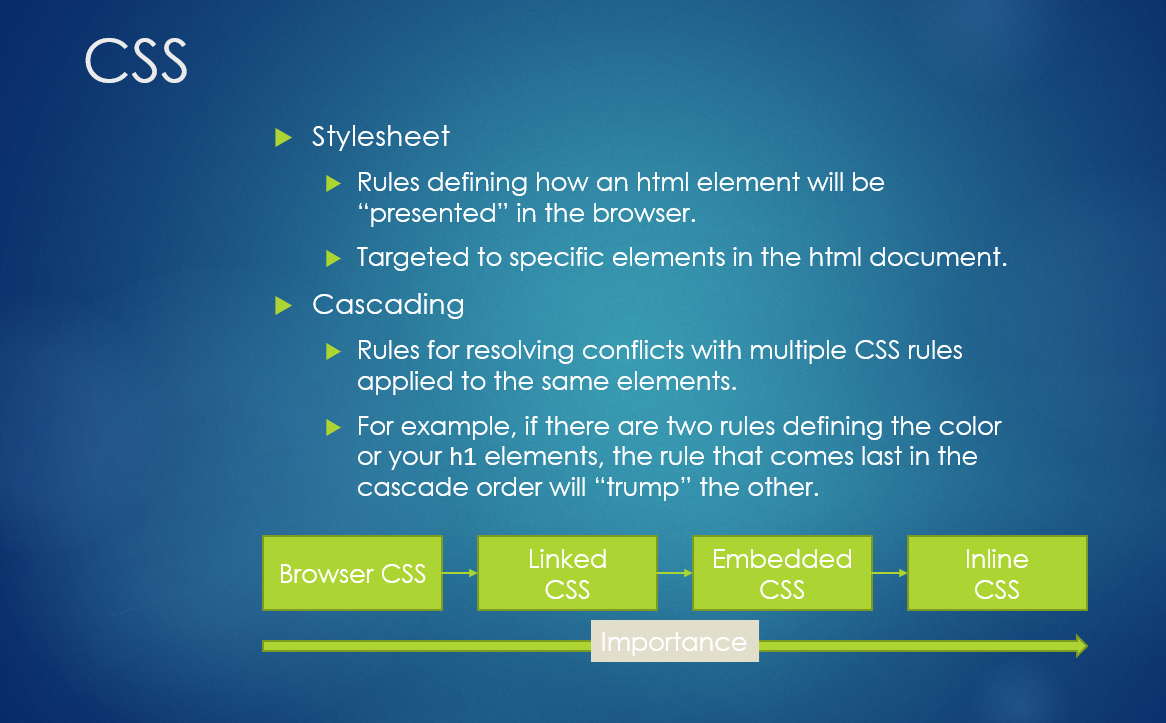 CSS
Stylesheet
Rules defining how an html element will be
“presented” in the browser.
Targeted to specific elements in the html document.
Cascading
Rules for resolving conflicts with multiple CSS rules
applied to the same elements.
For example, if there are two rules defining the color
or your h1 elements, the rule that comes last in the
cascade order will “trump” the other.
Browser CSS
Linked
CSS
Embedded
CSS
Inline
CSS
Importance